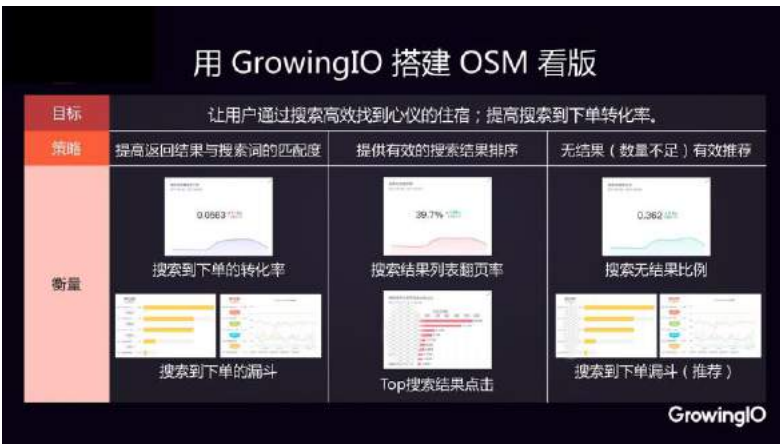 用 GrowingIO 搭建 OSM 看版
目标
让用户通过搜索高效找到心仪的住宿；提高搜索到下单转化率。
策略
提高返回结果与搜索词的匹配度
提供有效的搜索结果排序
无结果（数量不足）有效推荐
衡量
0.0563
39.7%
0.362
搜索到下单的转化率
搜索结果列表翻页率
搜索无结果比例
搜索到下单的漏斗
Top搜索结果点击
搜索到下单漏斗（推荐）
GrowingIO